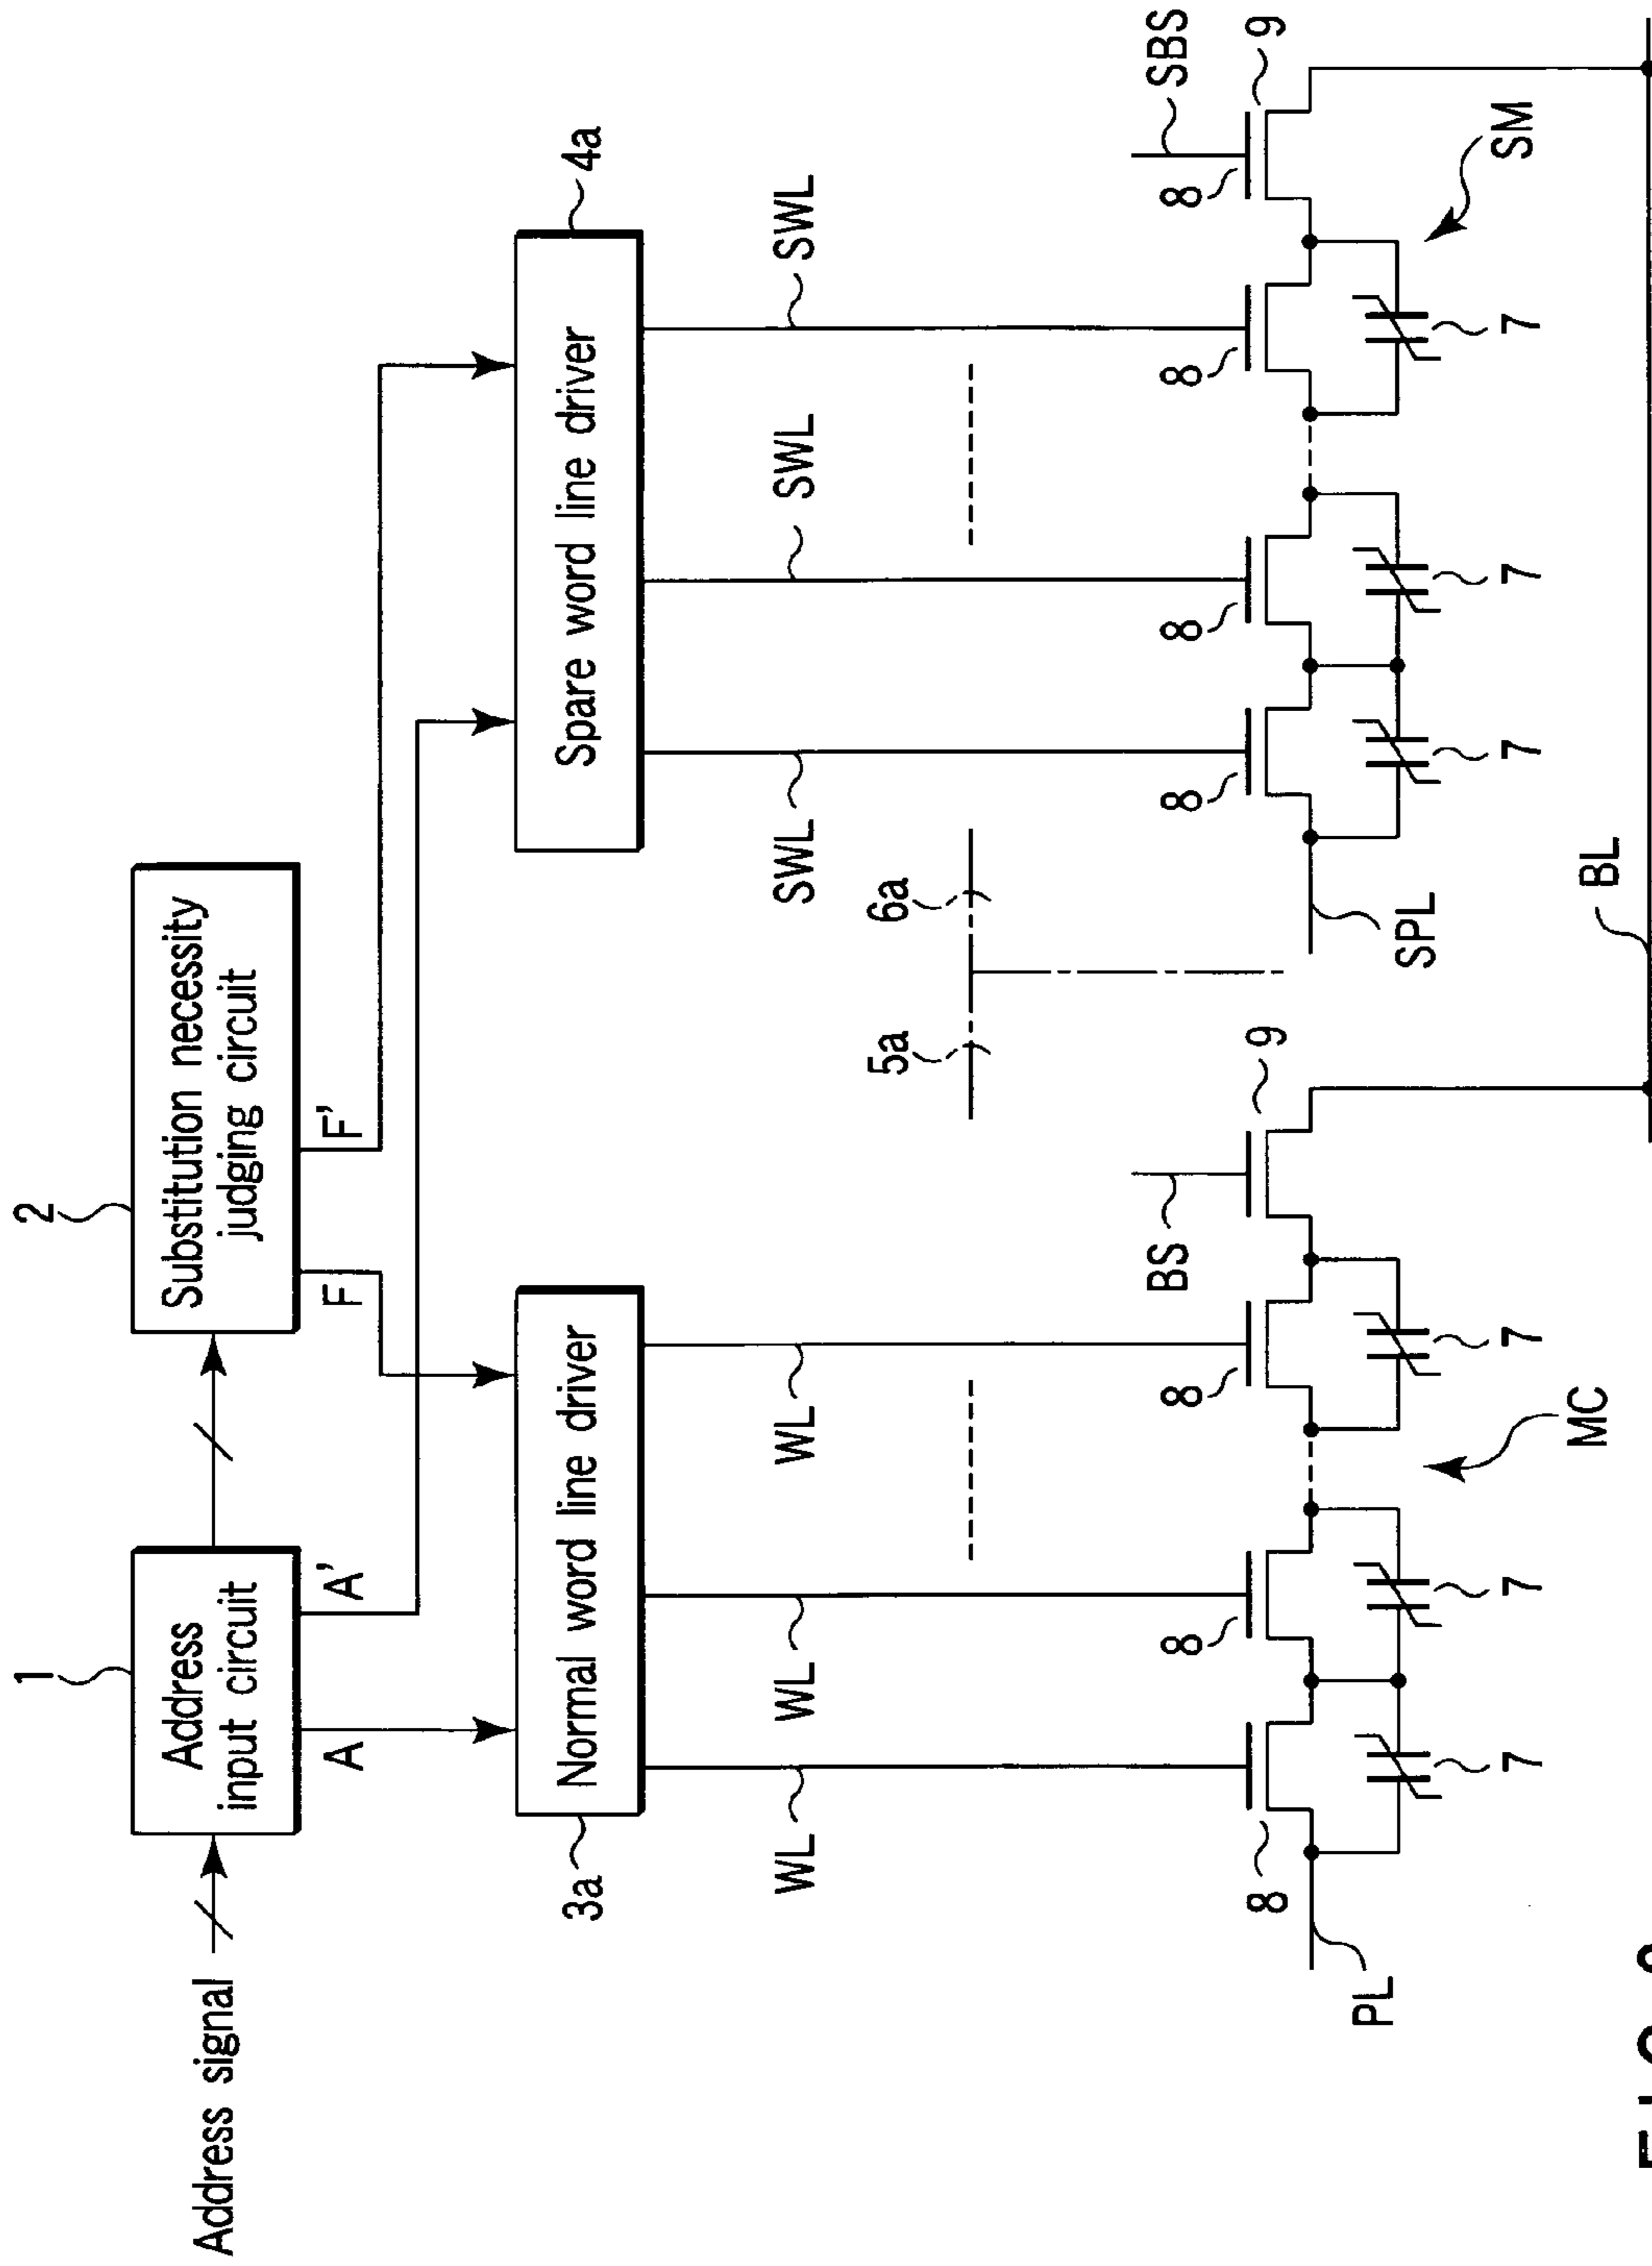 1
2
Address signal
Address
input circuit
Substitution necessity
judging circuit
A
A'
F
F'
3a
Normal word line driver
Spare word line driver
4a
WL
WL
WL
SWL
SWL
SWL
5a
6a
BS
SBS
8
8
8
9
8
8
8
8
9
PL
SPL
7
7
7
7
7
7
MC
SM
BL